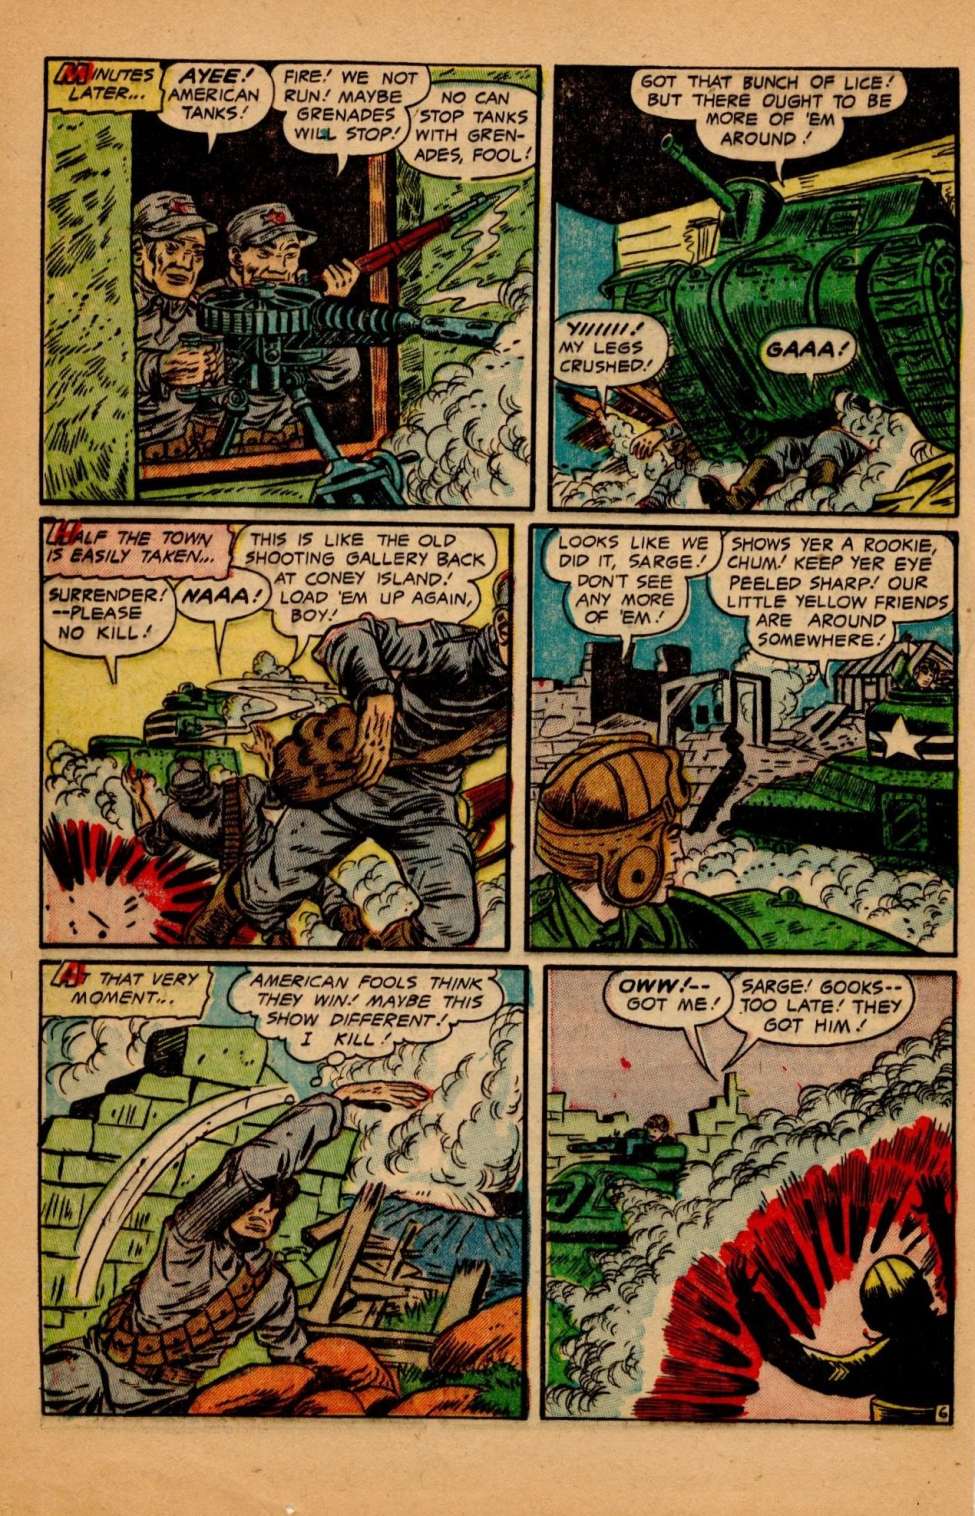 MINUTES
LATER...
AYEE!
AMERICAN
TANKS!
FIRE! WE NOT
RUN! MAYBE
GRENADES
WILL STOP!
NO CAN
STOP TANKS
WITH GREN-
ADES, FOOL!
GOT THAT BUNCH OF LICE!
BUT THERE OUGHT TO BE
MORE OF 'EM
AROUND!
YIIIIII!
MY LEGS
CRUSHED!
GAAA!
HALF THE TOWN
IS EASILY TAKEN...
SURRENDER!
--PLEASE
NO KILL!
NAAA!
THIS IS LIKE THE OLD
SHOOTING GALLERY BACK
AT CONEY ISLAND!
LOAD 'EM UP AGAIN,
BOY!
LOOKS LIKE WE
DID IT, SARGE!
DON'T SEE
ANY MORE
OF 'EM!
SHOWS YER A ROOKIE,
CHUM! KEEP YER EYE
PEELED SHARP! OUR
LITTLE YELLOW FRIENDS
ARE AROUND
SOMEWHERE!
AT THAT VERY
MOMENT...
AMERICAN FOOLS THINK
THEY WIN! MAYBE THIS
SHOW DIFFERENT!
I KILL!
OWW!--
GOT ME!
SARGE! GOOKS--
TOO LATE! THEY
GOT HIM!
6